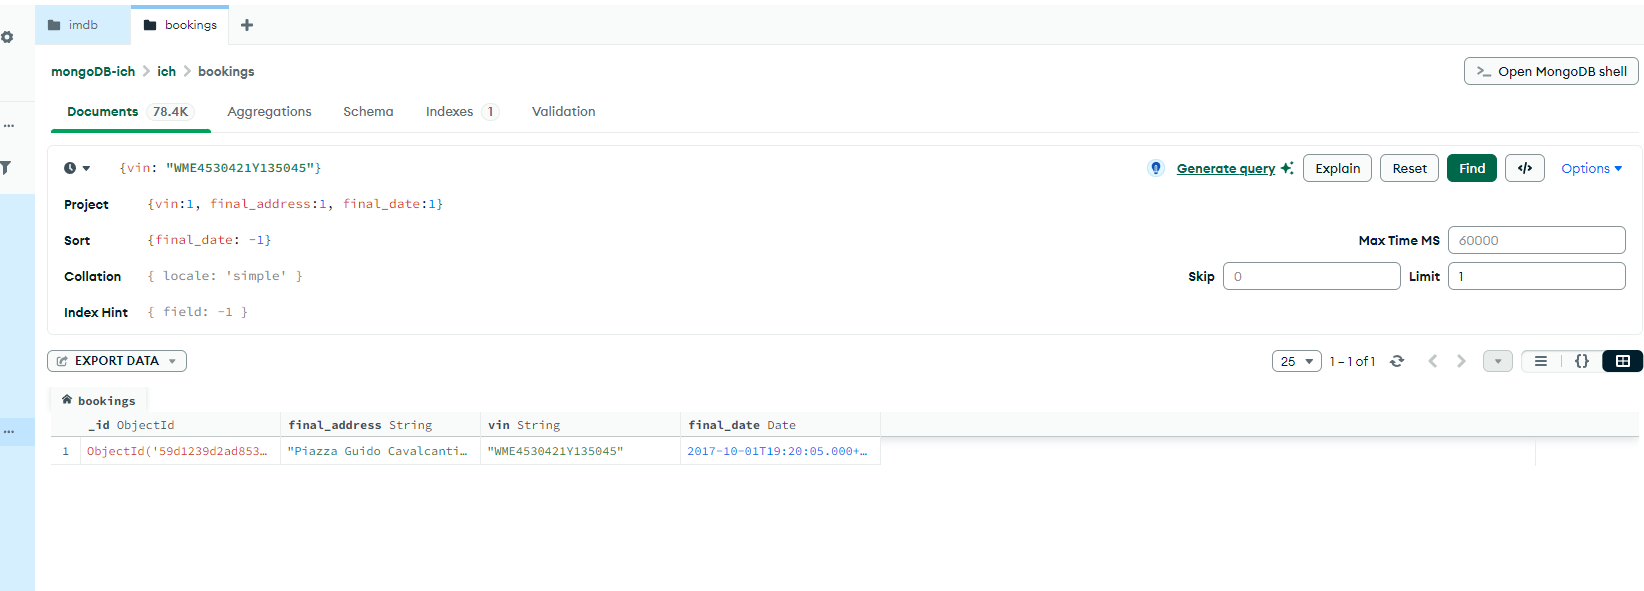 imdb bookings
mongoDB-ich > ich > bookings
>_ Open MongoDB shell
Documents 78.4K Aggregations Schema Indexes 1 Validation
{vin: "WME4530421Y135045"}
Generate query Explain Reset Find </> Options
Project {vin:1, final_address:1, final_date:1}
Sort {final_date: -1}
Max Time MS 60000
Collation { locale: 'simple' }
Skip 0 Limit 1
Index Hint { field: -1 }
EXPORT DATA
25 1 – 1 of 1 {}
bookings
_id ObjectId final_address String vin String final_date Date
1 ObjectId('59d1239d2ad853… "Piazza Guido Cavalcanti… "WME4530421Y135045" 2017-10-01T19:20:05.000+…